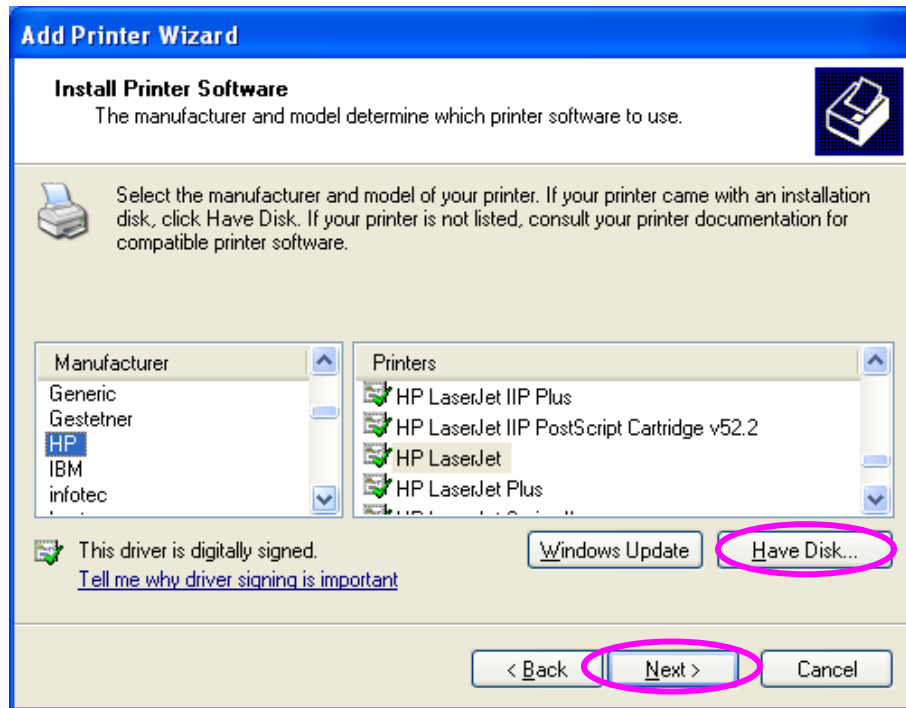 Add Printer Wizard
Install Printer Software
The manufacturer and model determine which printer software to use.
Select the manufacturer and model of your printer. If your printer came with an installation
disk, click Have Disk. If your printer is not listed, consult your printer documentation for
compatible printer software.
Manufacturer
Generic
Gestetner
HP
IBM
infotec
Printers
HP LaserJet IIP Plus
HP LaserJet IIP PostScript Cartridge v52.2
HP LaserJet
HP LaserJet Plus
This driver is digitally signed.
Tell me why driver signing is important
Windows Update
Have Disk...
< Back
Next >
Cancel